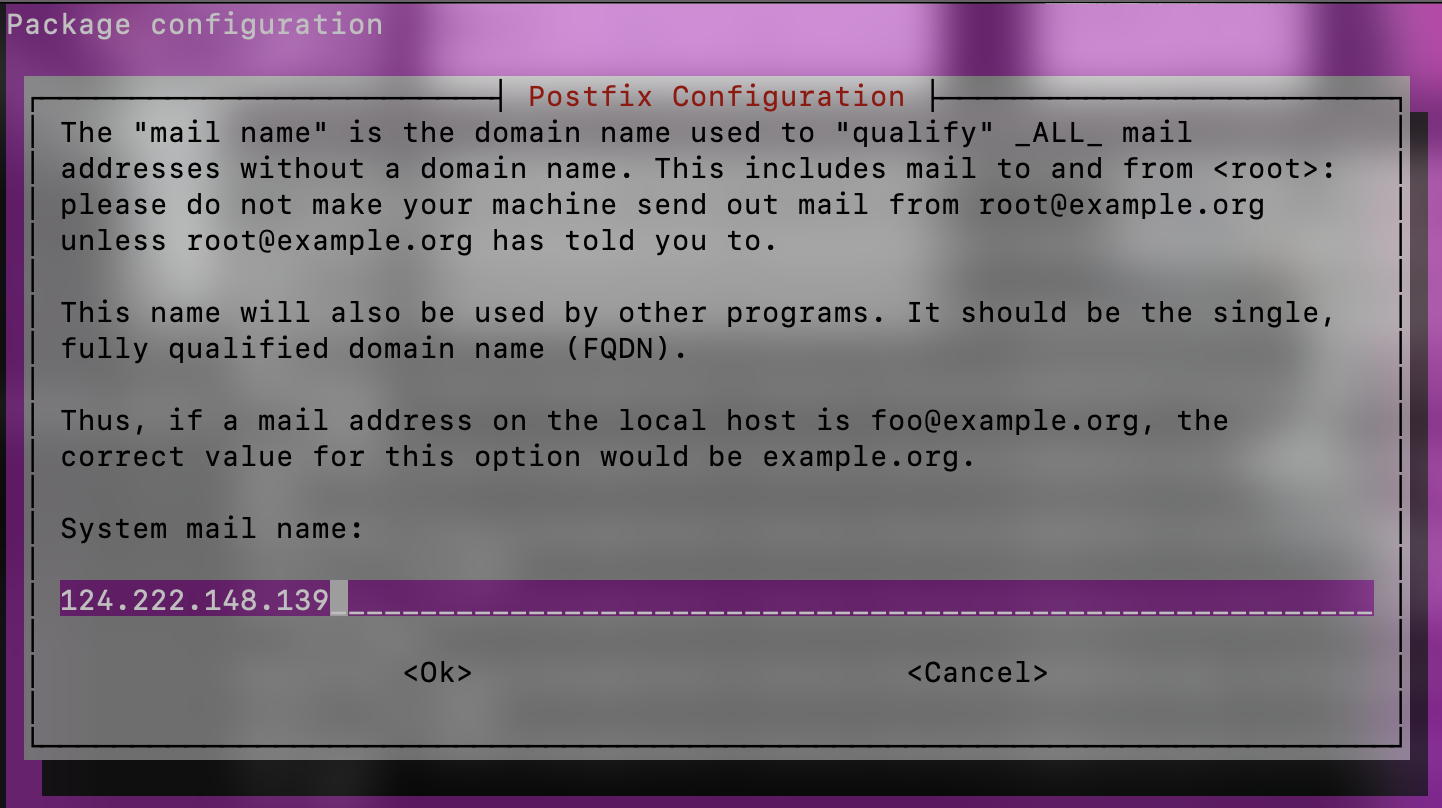 Package configuration
Postfix Configuration
The "mail name" is the domain name used to "qualify" _ALL_ mail
addresses without a domain name. This includes mail to and from <root>:
please do not make your machine send out mail from root@example.org
unless root@example.org has told you to.
This name will also be used by other programs. It should be the single,
fully qualified domain name (FQDN).
Thus, if a mail address on the local host is foo@example.org, the
correct value for this option would be example.org.
System mail name:
124.222.148.139__________________________________________________________
<Ok> <Cancel>